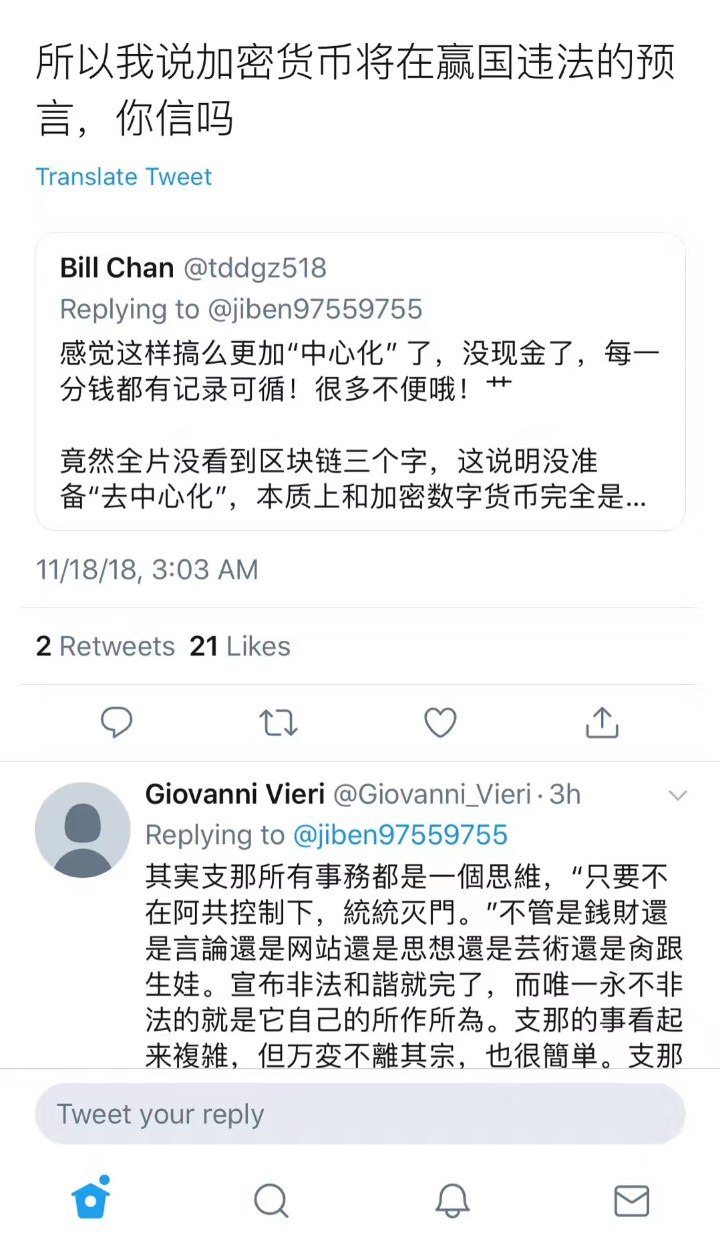 所以我说加密货币将在赢国违法的预
言，你信吗
Translate Tweet
Bill Chan @tddgz518
Replying to @jiben97559755
感觉这样搞么更加“中心化” 了，没现金了，每一
分钱都有记录可循！很多不便哦！艹
竟然全片没看到区块链三个字，这说明没准
备“去中心化”，本质上和加密数字货币完全是...
11/18/18, 3:03 AM
2 Retweets 21 Likes
Giovanni Vieri @Giovanni_Vieri · 3h
Replying to @jiben97559755
其実支那所有事務都是一個思維，“只要不
在阿共控制下，統統灭門。”不管是銭財還
是言論還是网站還是思想還是芸術還是肏跟
生娃。宣布非法和諧就完了，而唯一永不非
法的就是它自己的所作所為。支那的事看起
来複雑，但万变不離其宗，也很簡単。支那
Tweet your reply